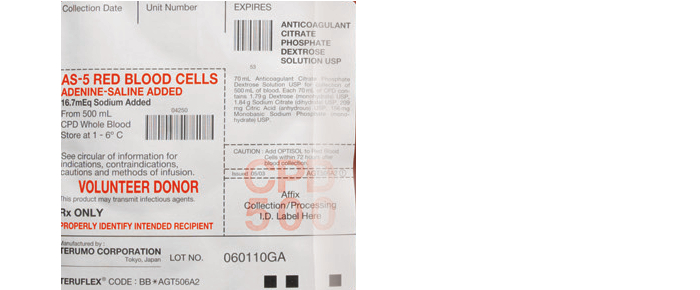 Collection Date Unit Number EXPIRES
ANTICOAGULANT
CITRATE
PHOSPHATE
DEXTROSE
SOLUTION USP
AS-5 RED BLOOD CELLS
ADENINE-SALINE ADDED
16.7mEq Sodium Added
From 500 mL
CPD Whole Blood
Store at 1 - 6° C
04250
See circular of information for
indications, contraindications,
cautions and methods of infusion.
VOLUNTEER DONOR
This product may transmit infectious agents.
Rx ONLY
PROPERLY IDENTIFY INTENDED RECIPIENT
70 mL Anticoagulant Citrate Phosphate
Dextrose Solution USP for collection of
500 mL of blood. Each 70 mL of CPD con-
tains 1.79 g Dextrose (monohydrate) USP,
1.84 g Sodium Citrate (dihydrate) USP, 209
mg Citric Acid (anhydrous) USP,
Monobasic Sodium Phosphate (mono-
hydrate) USP.
CAUTION : Add OPTISOL to Red Blood
Cells within 72 hours after
blood collection.
Issued 05/03
CPD
500
Affix
Collection/Processing
I.D. Label Here
Manufactured by :
TERUMO CORPORATION
Tokyo, Japan
LOT NO. 060110GA
TERUFLEX® CODE : BB*AGT506A2